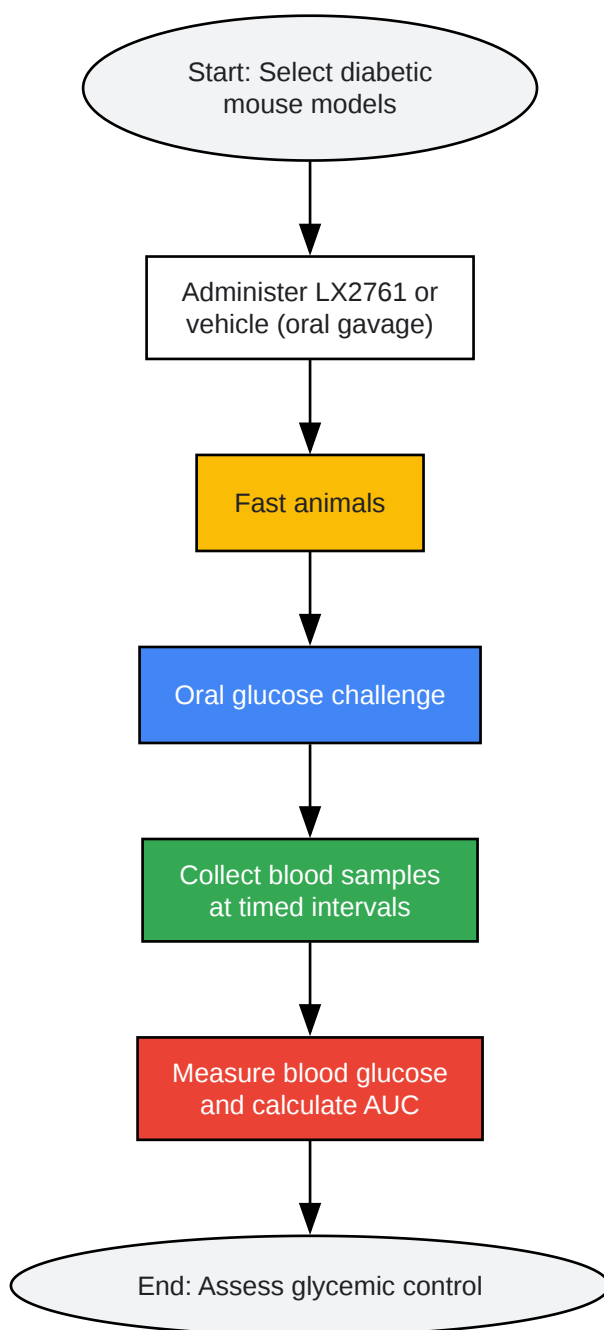 Start: Select diabetic
mouse models
Administer LX2761 or
vehicle (oral gavage)
Fast animals
Oral glucose challenge
Collect blood samples
at timed intervals
Measure blood glucose
and calculate AUC
End: Assess glycemic control